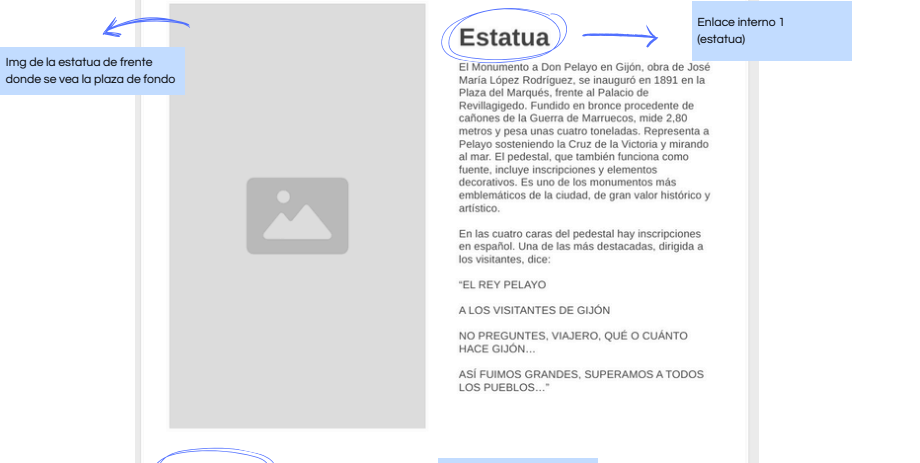 Img de la estatua de frente
donde se vea la plaza de fondo
Estatua
Enlace interno 1
(estatua)
El Monumento a Don Pelayo en Gijón, obra de José
María López Rodríguez, se inauguró en 1891 en la
Plaza del Marqués, frente al Palacio de
Revillagigedo. Fundido en bronce procedente de
cañones de la Guerra de Marruecos, mide 2,80
metros y pesa unas cuatro toneladas. Representa a
Pelayo sosteniendo la Cruz de la Victoria y mirando
al mar. El pedestal, que también funciona como
fuente, incluye inscripciones y elementos
decorativos. Es uno de los monumentos más
emblemáticos de la ciudad, de gran valor histórico y
artístico.
En las cuatro caras del pedestal hay inscripciones
en español. Una de las más destacadas, dirigida a
los visitantes, dice:
“EL REY PELAYO
A LOS VISITANTES DE GIJÓN
NO PREGUNTES, VIAJERO, QUÉ O CUÁNTO
HACE GIJÓN…
ASÍ FUIMOS GRANDES, SUPERAMOS A TODOS
LOS PUEBLOS…”